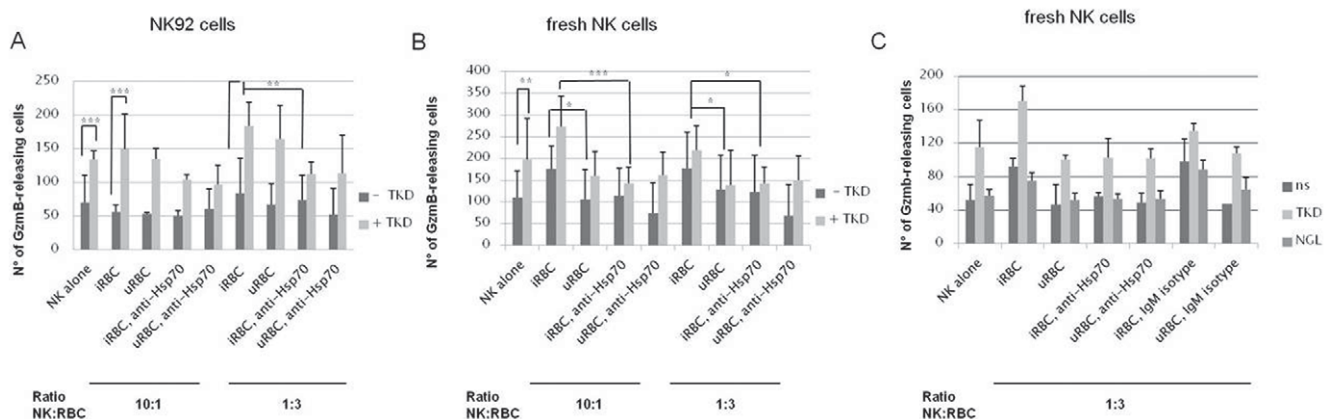 A
NK92 cells
N° of GzmB-releasing cells
250
200
150
100
50
0
***
***
**
− TKD
+ TKD
NK alone
iRBC
uRBC
iRBC, anti-Hsp70
uRBC, anti-Hsp70
iRBC
uRBC
iRBC, anti-Hsp70
uRBC, anti-Hsp70
Ratio
NK:RBC
10:1
1:3
B
fresh NK cells
N° of GzmB-releasing cells
400
350
300
250
200
150
100
50
0
**
***
*
*
*
− TKD
+ TKD
NK alone
iRBC
uRBC
iRBC, anti-Hsp70
uRBC, anti-Hsp70
iRBC
uRBC
iRBC, anti-Hsp70
uRBC, anti-Hsp70
Ratio
NK:RBC
10:1
1:3
C
fresh NK cells
N° of Gzmb-releasing cells
200
160
120
80
40
0
ns
TKD
NGL
NK alone
iRBC
uRBC
iRBC, anti-Hsp70
uRBC, anti-Hsp70
iRBC, IgM isotype
uRBC, IgM isotype
Ratio
NK:RBC
1:3